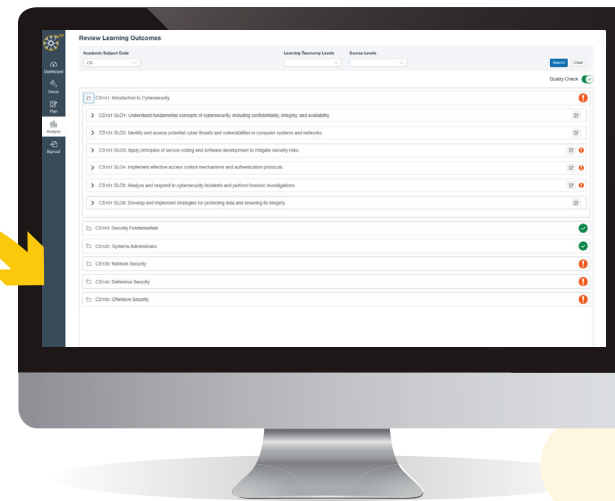 Review Learning Outcomes
Academic Subject Code
Learning Taxonomy Levels
Course Levels
CS
Search
Clear
Quality Check
Dashboard
Setup
Plan
Analyze
Signout
CS101: Introduction to Cybersecurity
CS101 SLO1: Understand fundamental concepts of cybersecurity, including confidentiality, integrity, and availability.
CS101 SLO2: Identify and assess potential cyber threats and vulnerabilities in computer systems and networks.
CS101 SLO3: Apply principles of secure coding and software development to mitigate security risks.
CS101 SLO4: Implement effective access control mechanisms and authentication protocols.
CS101 SLO5: Analyze and respond to cybersecurity incidents and perform forensic investigations.
CS101 SLO6: Develop and implement strategies for protecting data and ensuring its integrity.
CS110: Security Fundamentals
CS120: Systems Administrator
CS130: Network Security
CS140: Defensive Security
CS150: Offensive Security